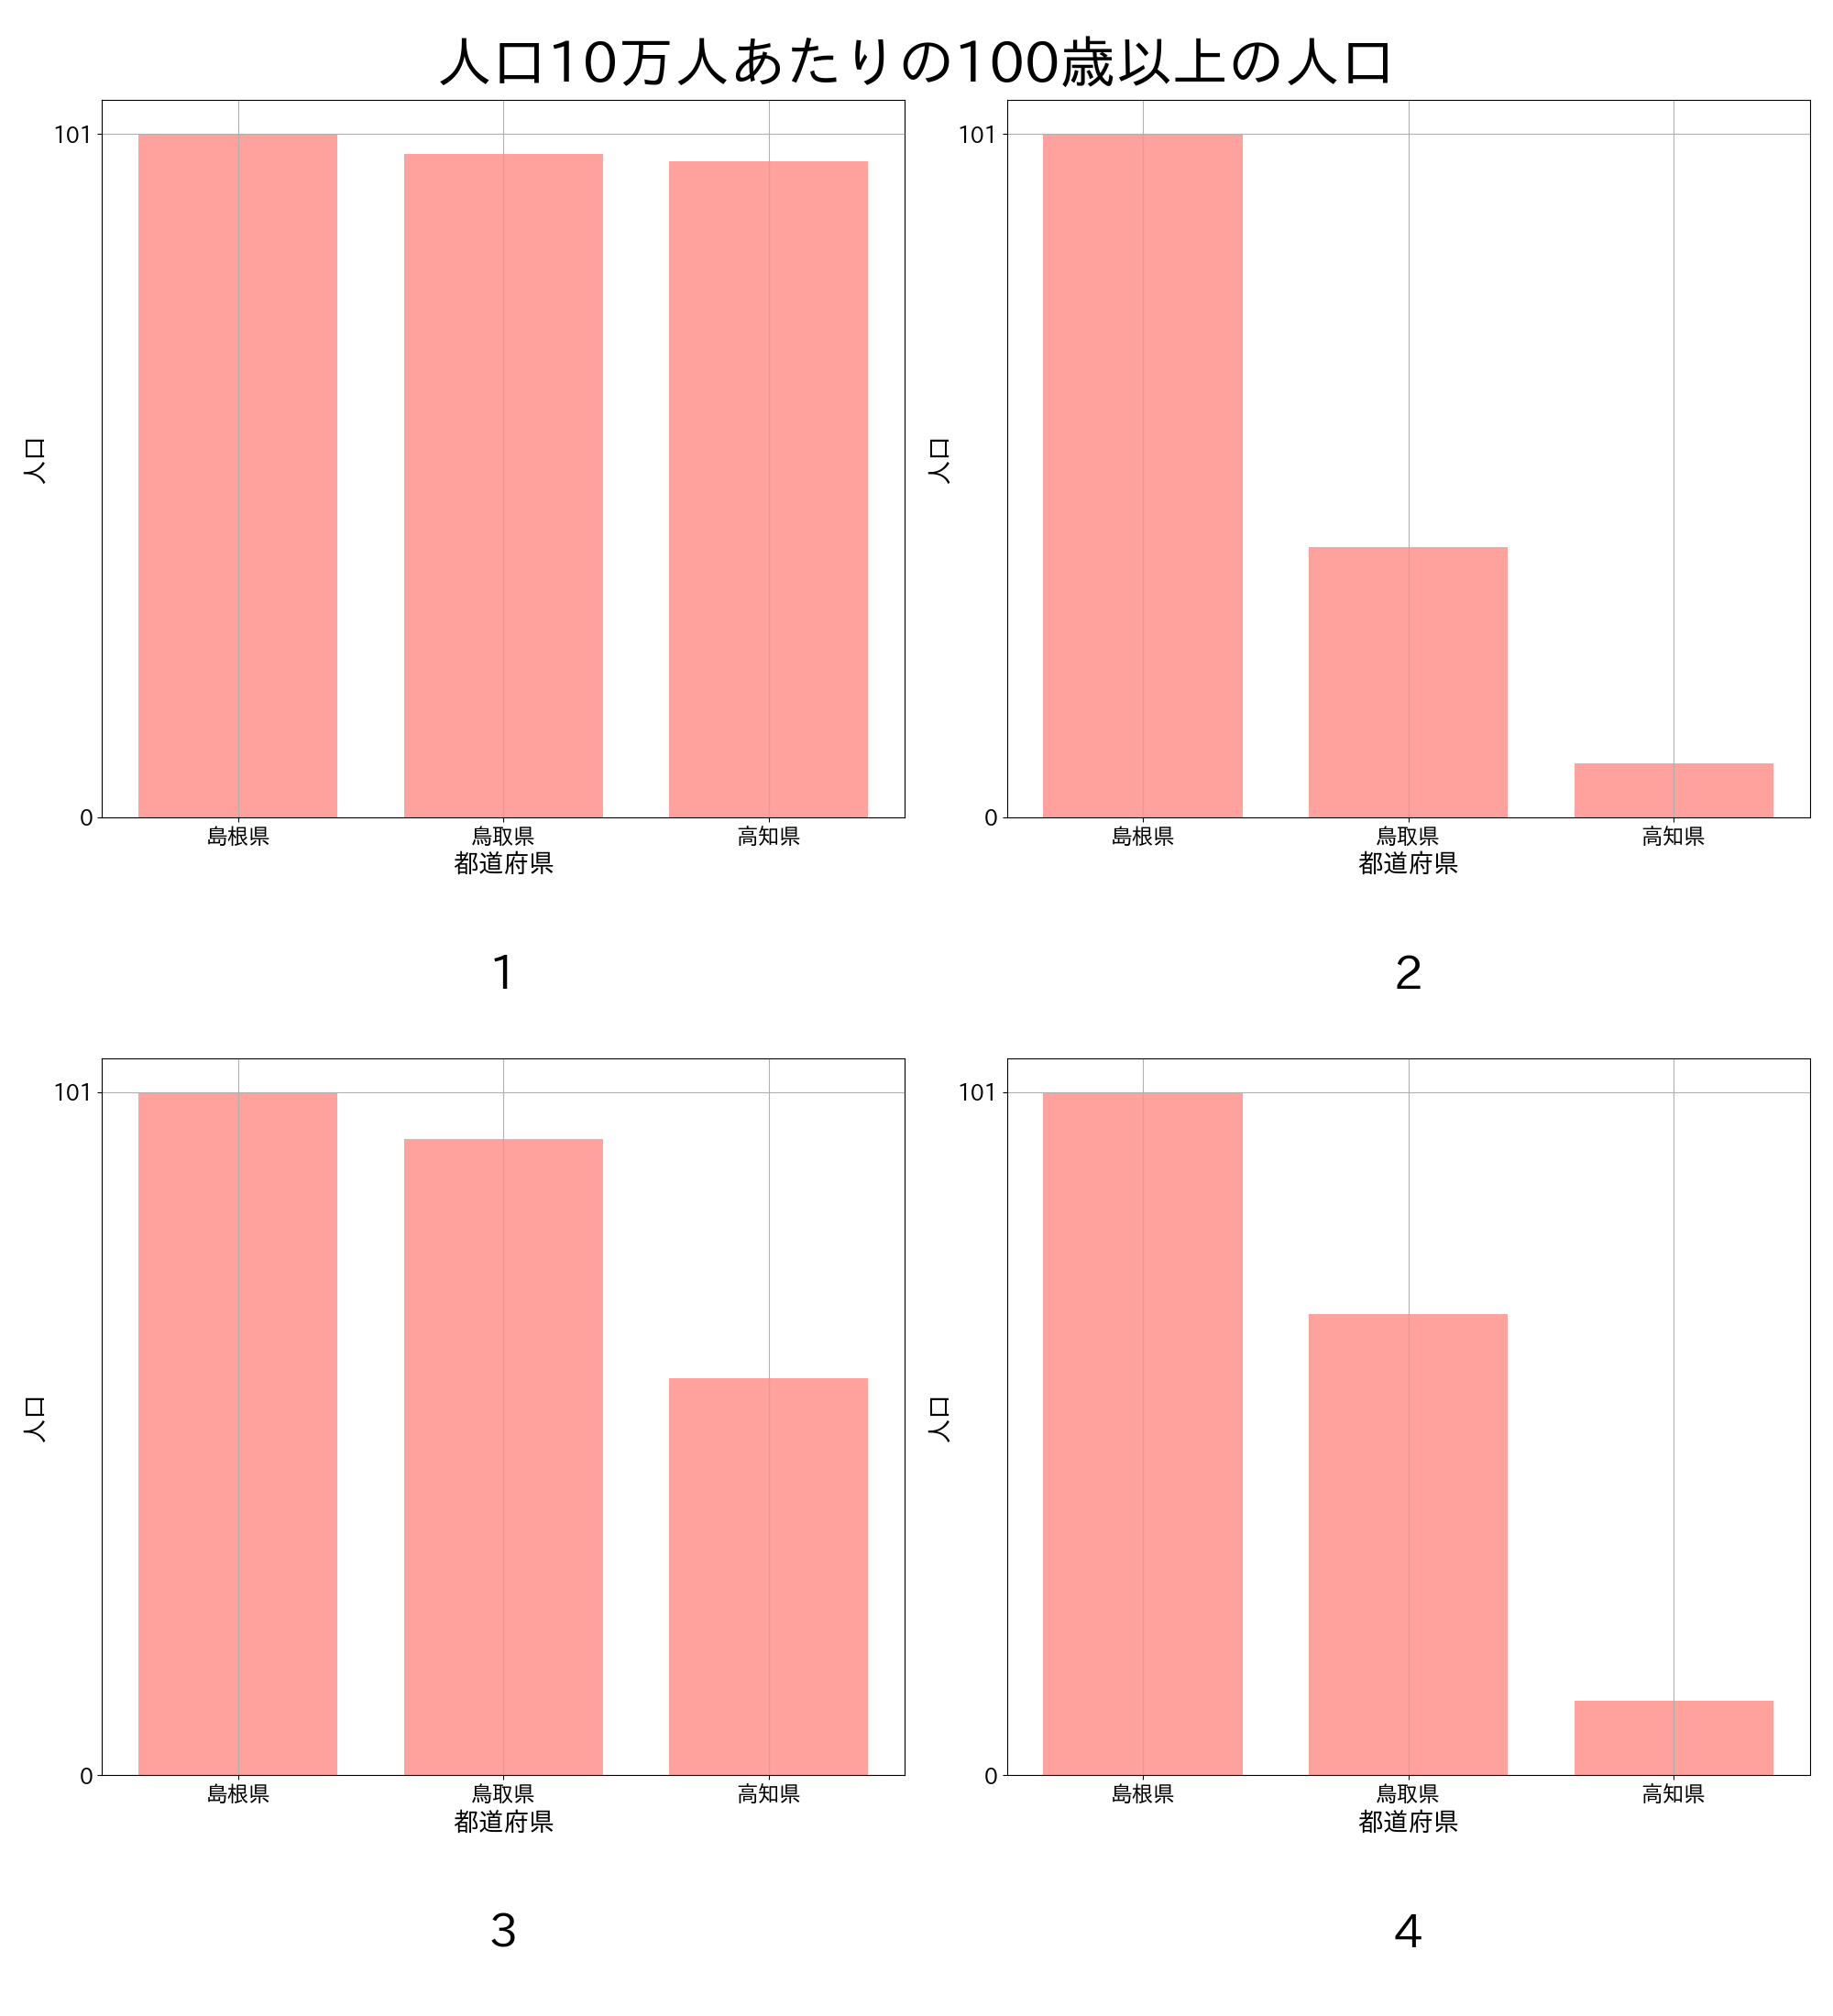 人口10万人あたりの100歳以上の人口
101
0
人口
島根県 鳥取県 高知県
都道府県
1
101
0
人口
島根県 鳥取県 高知県
都道府県
2
101
0
人口
島根県 鳥取県 高知県
都道府県
3
101
0
人口
島根県 鳥取県 高知県
都道府県
4